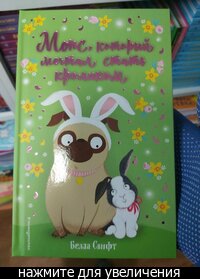 Мопс, который
мечтал стать
кроликом
Белла Свифт
нажмите для увеличения